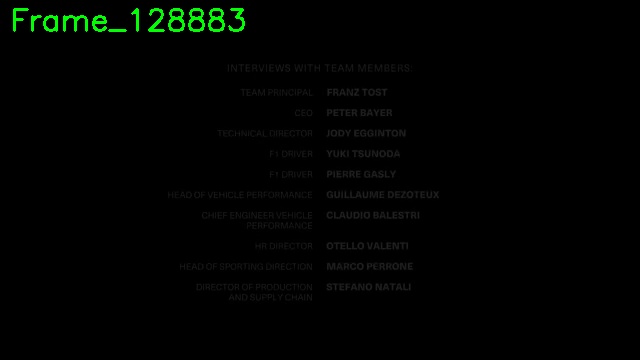 Frame_128883
INTERVIEWS WITH TEAM MEMBERS:
TEAM PRINCIPAL FRANZ TOST
CEO PETER BAYER
TECHNICAL DIRECTOR JODY EGGINTON
F1 DRIVER YUKI TSUNODA
F1 DRIVER PIERRE GASLY
HEAD OF VEHICLE PERFORMANCE GUILLAUME DEZOTEUX
CHIEF ENGINEER VEHICLE CLAUDIO BALESTRI
PERFORMANCE
HR DIRECTOR OTELLO VALENTI
HEAD OF SPORTING DIRECTION MARCO PERRONE
DIRECTOR OF PRODUCTION STEFANO NATALI
AND SUPPLY CHAIN